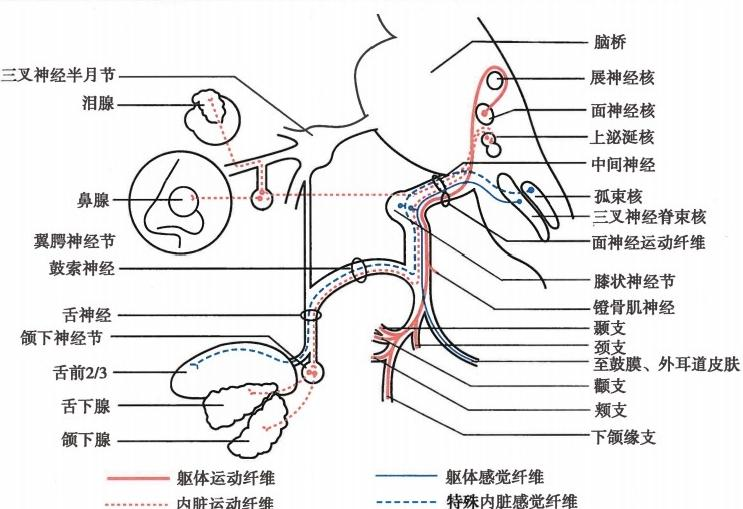 三叉神经半月节
泪腺
鼻腺
翼腭神经节
鼓索神经
舌神经
颌下神经节
舌前2/3
舌下腺
颌下腺
脑桥
展神经核
面神经核
上泌涎核
中间神经
孤束核
三叉神经脊束核
面神经运动纤维
膝状神经节
镫骨肌神经
颞支
颈支
至鼓膜、外耳道皮肤
颧支
颊支
下颌缘支
躯体运动纤维
内脏运动纤维
躯体感觉纤维
特殊内脏感觉纤维